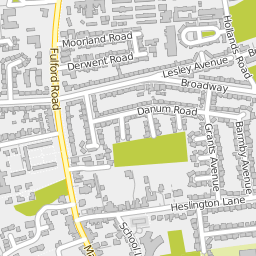 Moorland Road
Hollands Road
Fulford Road
Derwent Road
Lesley Avenue
Broadway
Danum Road
Grants Avenue
Barmby Avenue
Heslington Lane
School L
Ma